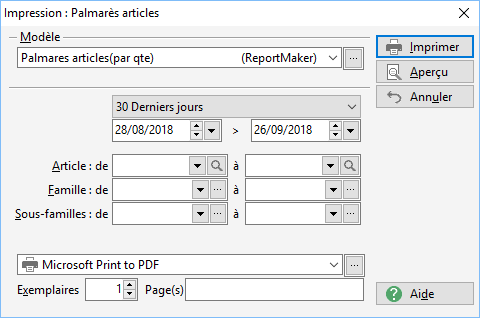 Impression : Palmarès articles
Modèle
Palmares articles(par qte) (ReportMaker)
Imprimer
Aperçu
Annuler
30 Derniers jours
28/08/2018 > 26/09/2018
Article : de à
Famille : de à
Sous-familles : de à
Microsoft Print to PDF
Exemplaires 1 Page(s)
Aide